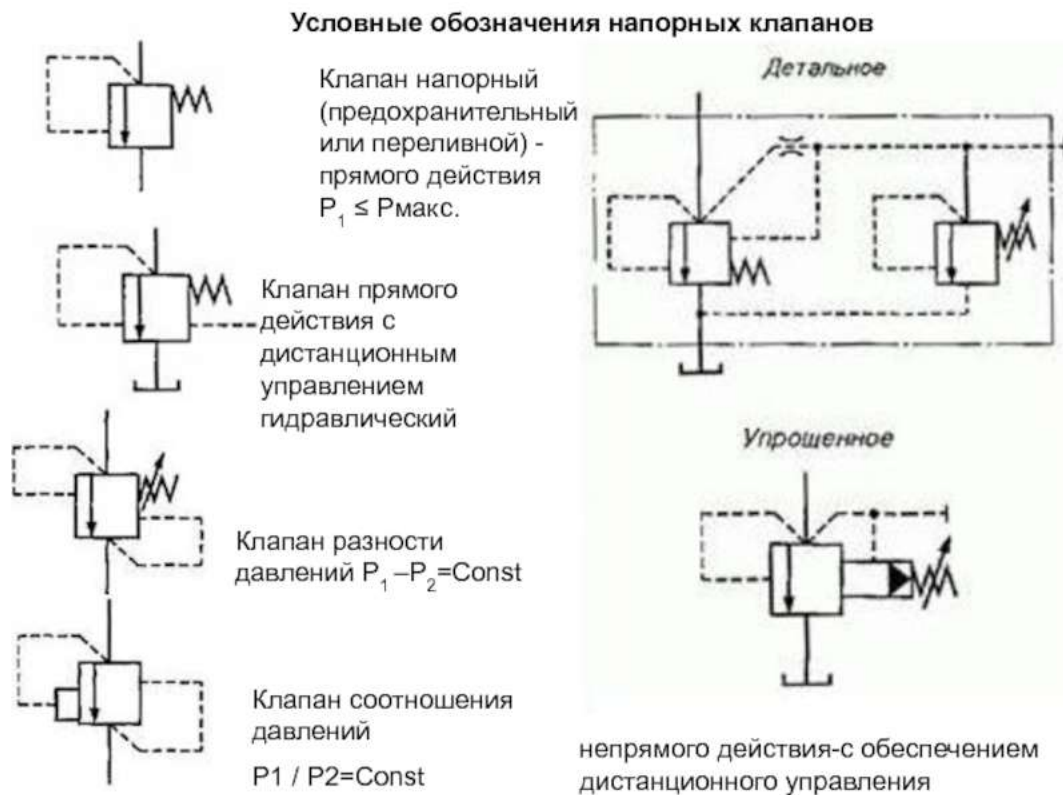 Условные обозначения напорных клапанов
Клапан напорный
(предохранительный
или переливной) -
прямого действия
P₁ ≤ Pмакс.
Клапан прямого
действия с
дистанционным
управлением
гидравлический
Клапан разности
давлений P₁ –P₂=Const
Клапан соотношения
давлений
P1 / P2=Const
Детальное
Упрощенное
непрямого действия-с обеспечением
дистанционного управления